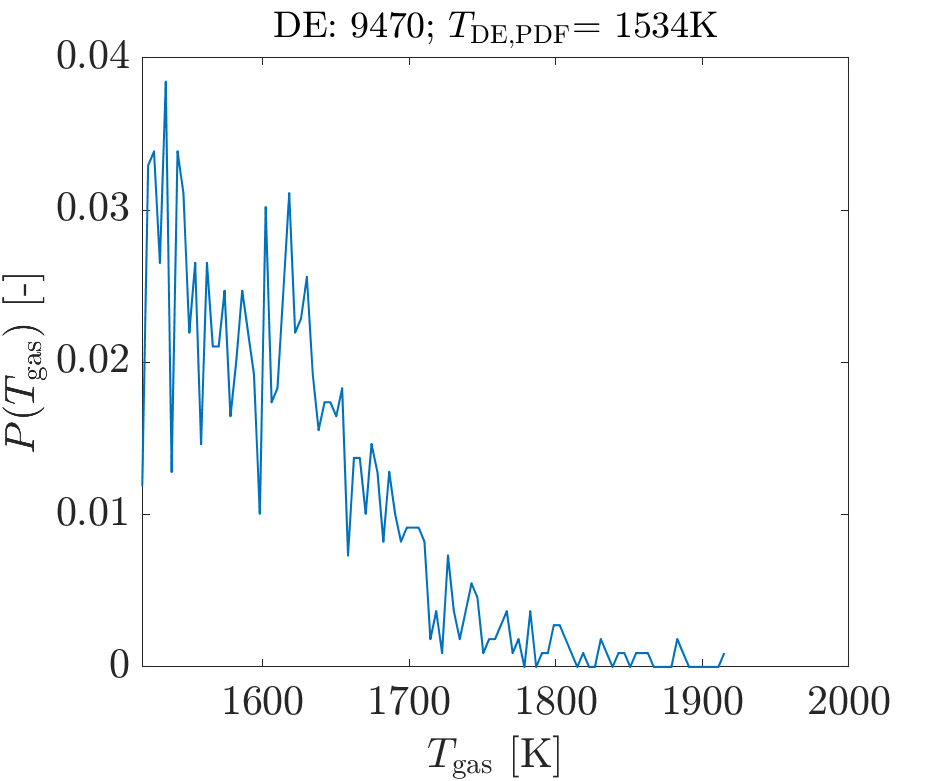 DE: 9470; T_DE,PDF= 1534K
0.04
0.03
0.02
0.01
0
P(T_gas) [-]
1600 1700 1800 1900 2000
T_gas [K]